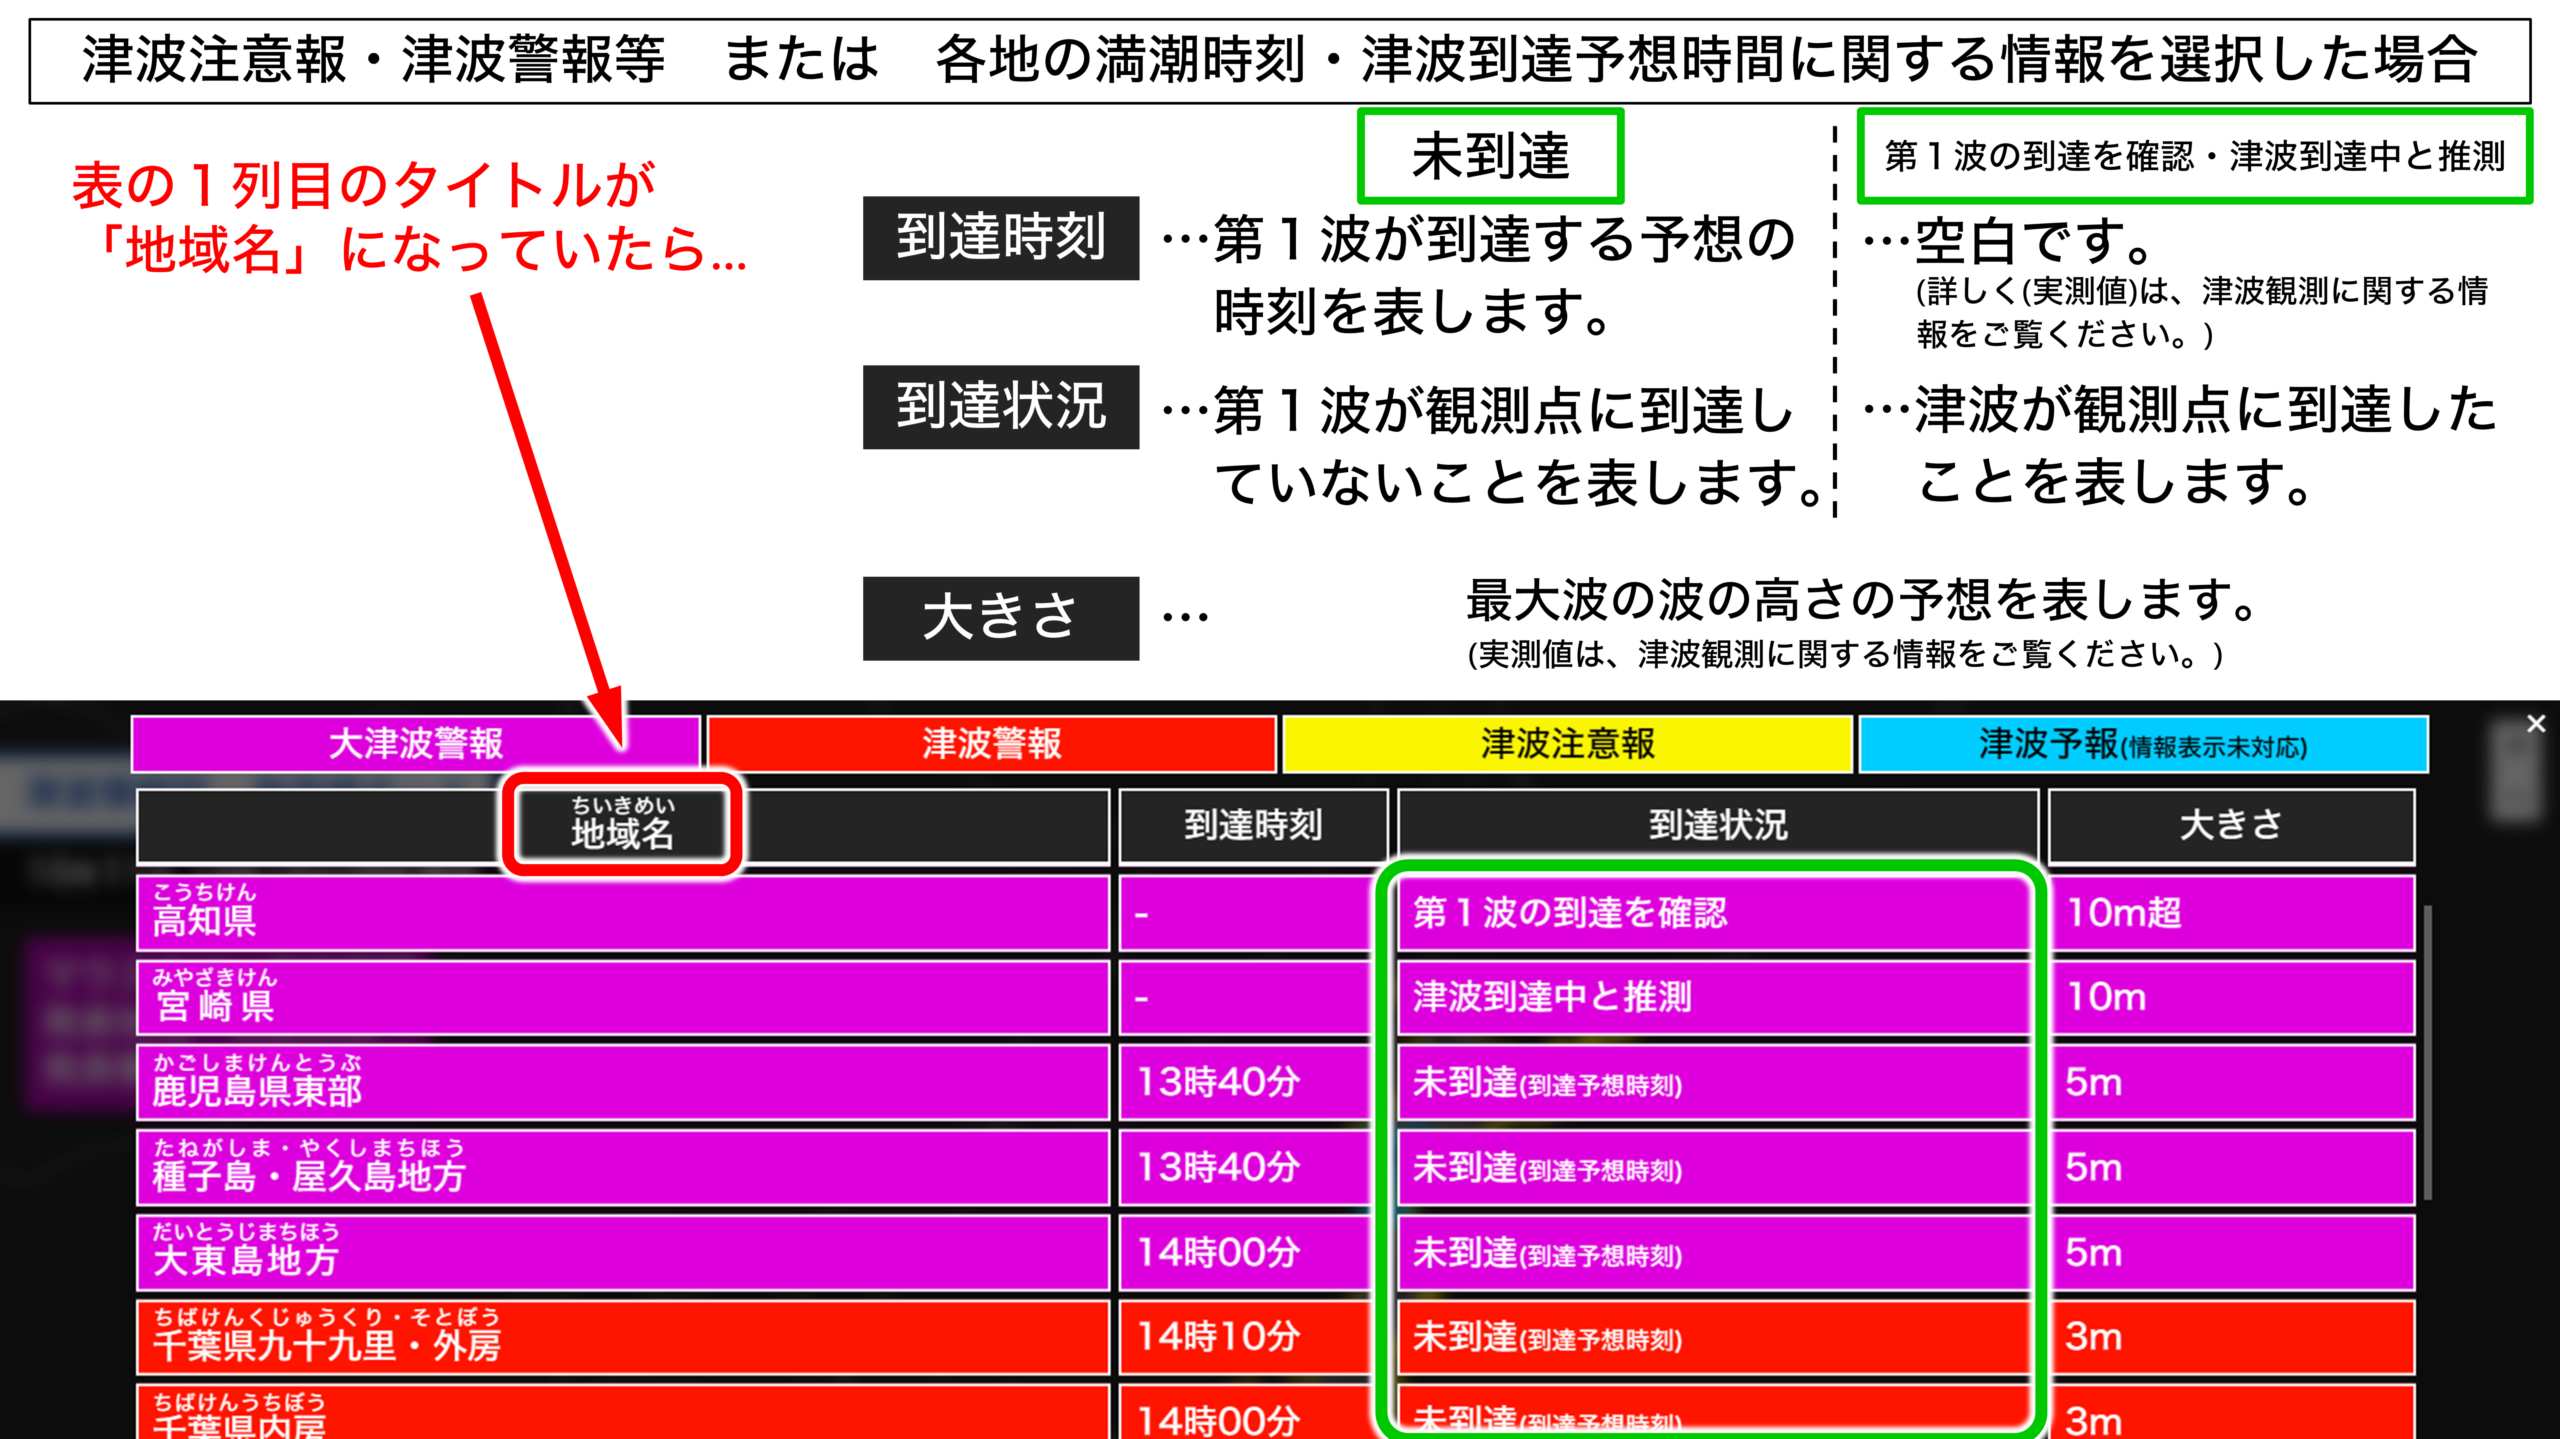 津波注意報・津波警報等　または　各地の満潮時刻・津波到達予想時間に関する情報を選択した場合
表の１列目のタイトルが
「地域名」になっていたら...
未到達
第１波の到達を確認・津波到達中と推測
到達時刻
…第１波が到達する予想の
時刻を表します。
…空白です。
(詳しく(実測値)は、津波観測に関する情
報をご覧ください。)
到達状況
…第１波が観測点に到達し
ていないことを表します。
…津波が観測点に到達した
ことを表します。
大きさ
…
最大波の波の高さの予想を表します。
(実測値は、津波観測に関する情報をご覧ください。)
大津波警報
津波警報
津波注意報
津波予報(情報表示未対応)
×
ちいきめい
地域名
到達時刻
到達状況
大きさ
こうちけん
高知県
-
第１波の到達を確認
10m超
みやざきけん
宮崎県
-
津波到達中と推測
10m
かごしまけんとうぶ
鹿児島県東部
13時40分
未到達(到達予想時刻)
5m
たねがしま・やくしまちほう
種子島・屋久島地方
13時40分
未到達(到達予想時刻)
5m
だいとうじまちほう
大東島地方
14時00分
未到達(到達予想時刻)
5m
ちばけんくじゅうくり・そとぼう
千葉県九十九里・外房
14時10分
未到達(到達予想時刻)
3m
ちばけんうちぼう
千葉県内房
14時00分
未到達(到達予想時刻)
3m